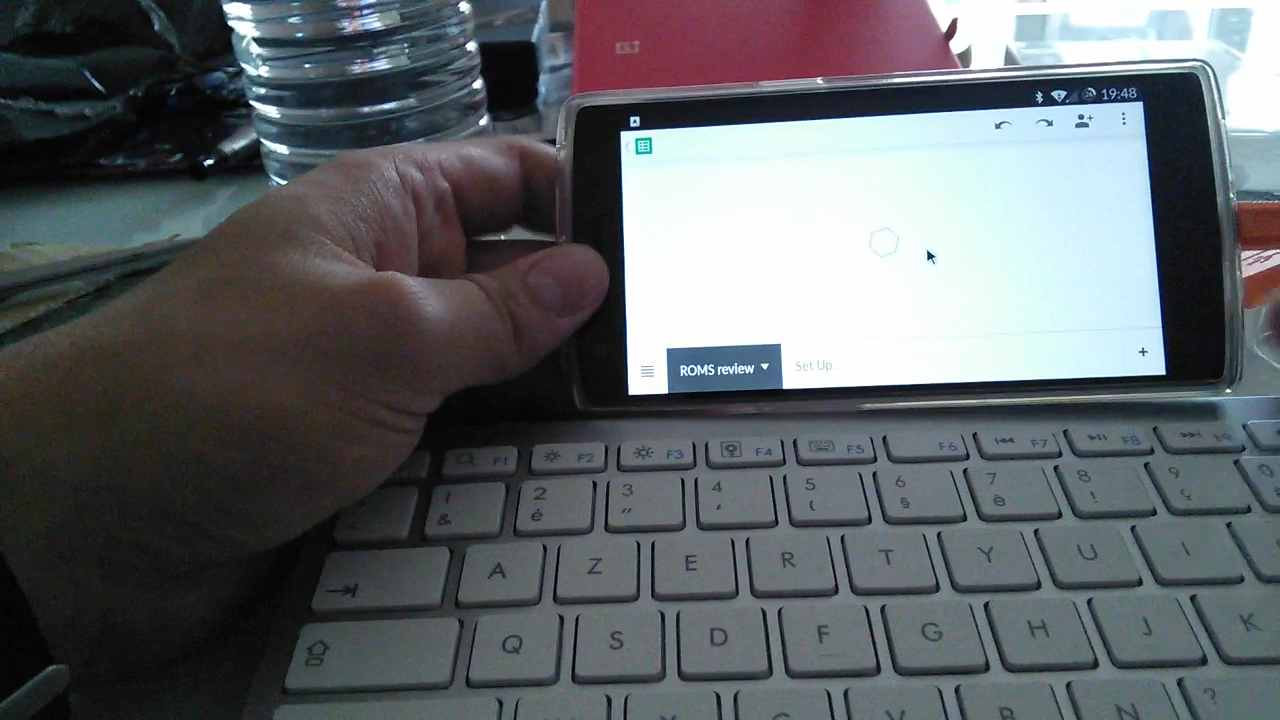 19:48
ROMS review
Set Up
F1 F2 F3 F4 F5 F6 F7 F8
1 2 3 4 5 6 7 8 9
& é " ' ( § è ! ç
A Z E R T Y U I
Q S D F G H J K
V B N ?